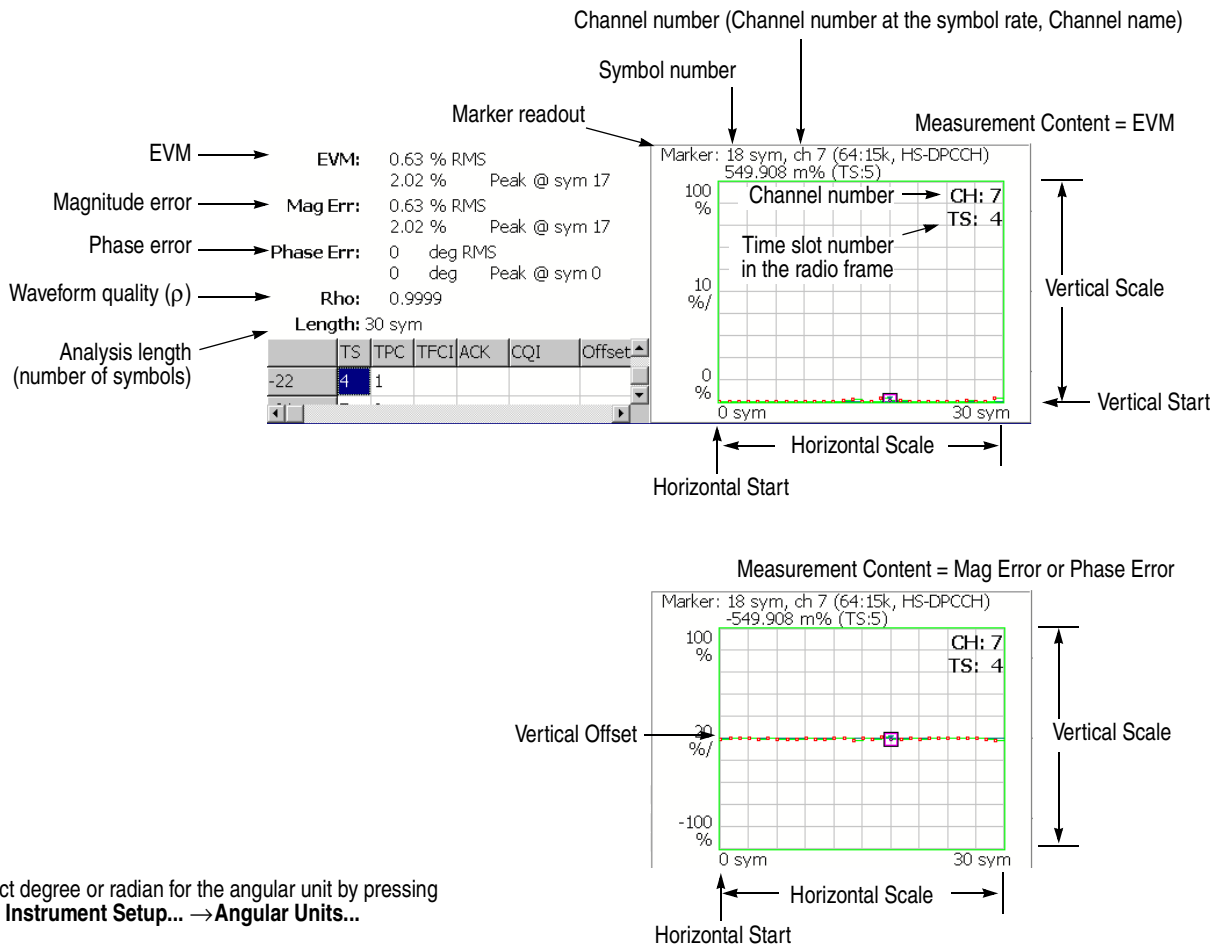 Channel number (Channel number at the symbol rate, Channel name)
Symbol number
Marker readout
Measurement Content = EVM
EVM
Magnitude error
Phase error
Waveform quality (ρ)
Analysis length
(number of symbols)
EVM: 0.63 % RMS
2.02 % Peak @ sym 17
Mag Err: 0.63 % RMS
2.02 % Peak @ sym 17
Phase Err: 0 deg RMS
0 deg Peak @ sym 0
Rho: 0.9999
Length: 30 sym
TS TPC TFCI ACK CQI Offset
-22 4 1
Marker: 18 sym, ch 7 (64:15k, HS-DPCCH)
549.908 m% (TS:5)
100
%
Channel number
CH: 7
TS: 4
Time slot number
in the radio frame
10
%/
0
%
0 sym 30 sym
Vertical Scale
Vertical Start
Horizontal Scale
Horizontal Start
Measurement Content = Mag Error or Phase Error
Marker: 18 sym, ch 7 (64:15k, HS-DPCCH)
-549.908 m% (TS:5)
100
%
CH: 7
TS: 4
Vertical Offset
%/
Vertical Scale
-100
%
0 sym 30 sym
Horizontal Scale
Horizontal Start
ct degree or radian for the angular unit by pressing
Instrument Setup... →Angular Units...